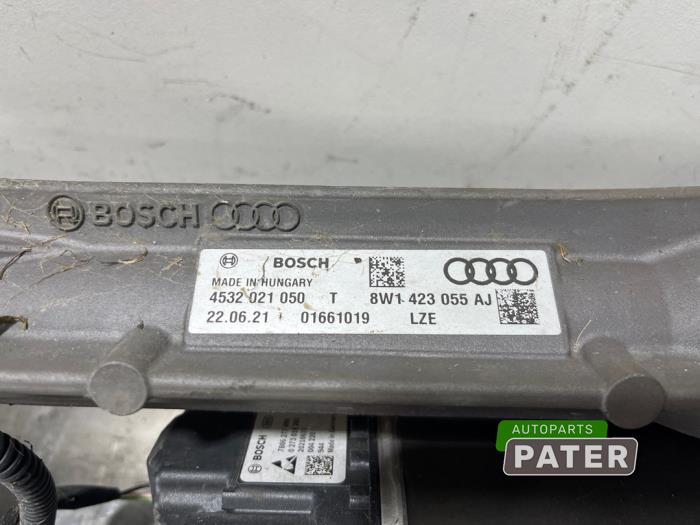 BOSCH
BOSCH
MADE IN HUNGARY
4532 021 050 T 8W1 423 055 AJ
22.06.21 01661019 LZE
BOSCH
AUTOPARTS
PATER